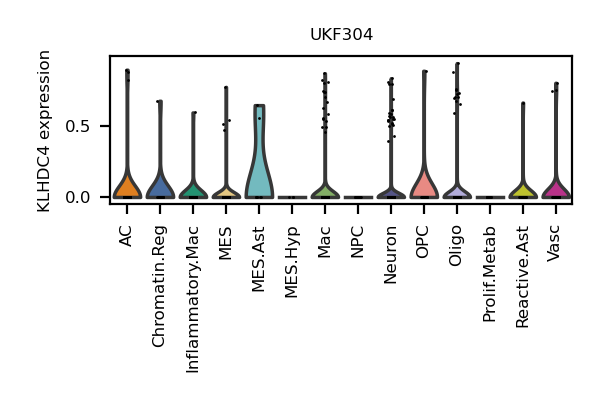 UKF304
KLHDC4 expression
0.5
0.0
AC
Chromatin.Reg
Inflammatory.Mac
MES
MES.Ast
MES.Hyp
Mac
NPC
Neuron
OPC
Oligo
Prolif.Metab
Reactive.Ast
Vasc